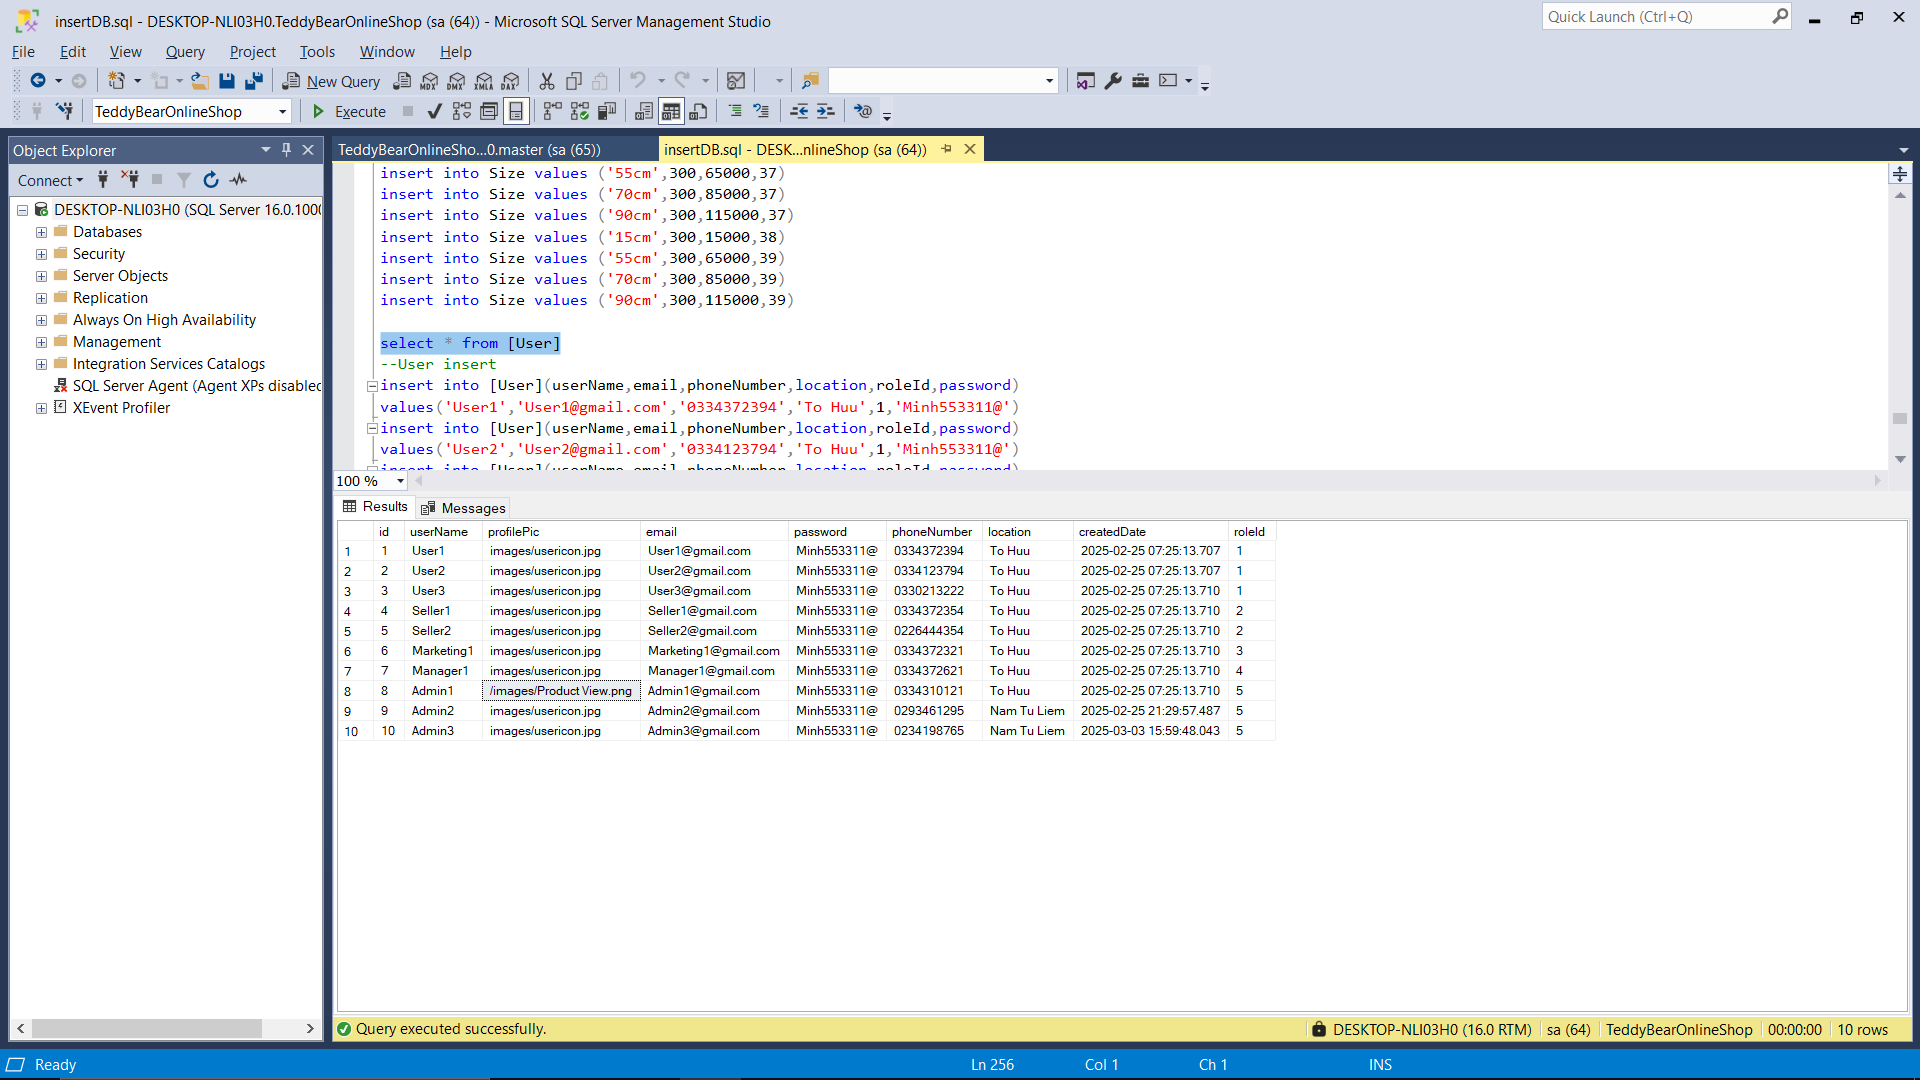 insertDB.sql - DESKTOP-NLI03H0.TeddyBearOnlineShop (sa (64)) - Microsoft SQL Server Management Studio
Quick Launch (Ctrl+Q)
File Edit View Query Project Tools Window Help
New Query MDX DMX XMLA DAX
TeddyBearOnlineShop Execute
Object Explorer
Connect
DESKTOP-NLI03H0 (SQL Server 16.0.1000
Databases
Security
Server Objects
Replication
Always On High Availability
Management
Integration Services Catalogs
SQL Server Agent (Agent XPs disabled
XEvent Profiler
TeddyBearOnlineSho...0.master (sa (65)) insertDB.sql - DESK...nlineShop (sa (64))
insert into Size values ('55cm',300,65000,37)
insert into Size values ('70cm',300,85000,37)
insert into Size values ('90cm',300,115000,37)
insert into Size values ('15cm',300,15000,38)
insert into Size values ('55cm',300,65000,39)
insert into Size values ('70cm',300,85000,39)
insert into Size values ('90cm',300,115000,39)
select * from [User]
--User insert
insert into [User](userName,email,phoneNumber,location,roleId,password)
values('User1','User1@gmail.com','0334372394','To Huu',1,'Minh553311@')
insert into [User](userName,email,phoneNumber,location,roleId,password)
values('User2','User2@gmail.com','0334123794','To Huu',1,'Minh553311@')
insert into [User](userName,email,phoneNumber,location,roleId,password)
100 %
Results Messages
id userName profilePic email password phoneNumber location createdDate roleId
1 1 User1 images/usericon.jpg User1@gmail.com Minh553311@ 0334372394 To Huu 2025-02-25 07:25:13.707 1
2 2 User2 images/usericon.jpg User2@gmail.com Minh553311@ 0334123794 To Huu 2025-02-25 07:25:13.707 1
3 3 User3 images/usericon.jpg User3@gmail.com Minh553311@ 0330213222 To Huu 2025-02-25 07:25:13.710 1
4 4 Seller1 images/usericon.jpg Seller1@gmail.com Minh553311@ 0334372354 To Huu 2025-02-25 07:25:13.710 2
5 5 Seller2 images/usericon.jpg Seller2@gmail.com Minh553311@ 0226444354 To Huu 2025-02-25 07:25:13.710 2
6 6 Marketing1 images/usericon.jpg Marketing1@gmail.com Minh553311@ 0334372321 To Huu 2025-02-25 07:25:13.710 3
7 7 Manager1 images/usericon.jpg Manager1@gmail.com Minh553311@ 0334372621 To Huu 2025-02-25 07:25:13.710 4
8 8 Admin1 /images/Product View.png Admin1@gmail.com Minh553311@ 0334310121 To Huu 2025-02-25 07:25:13.710 5
9 9 Admin2 images/usericon.jpg Admin2@gmail.com Minh553311@ 0293461295 Nam Tu Liem 2025-02-25 21:29:57.487 5
10 10 Admin3 images/usericon.jpg Admin3@gmail.com Minh553311@ 0234198765 Nam Tu Liem 2025-03-03 15:59:48.043 5
Query executed successfully. DESKTOP-NLI03H0 (16.0 RTM) sa (64) TeddyBearOnlineShop 00:00:00 10 rows
Ready Ln 256 Col 1 Ch 1 INS